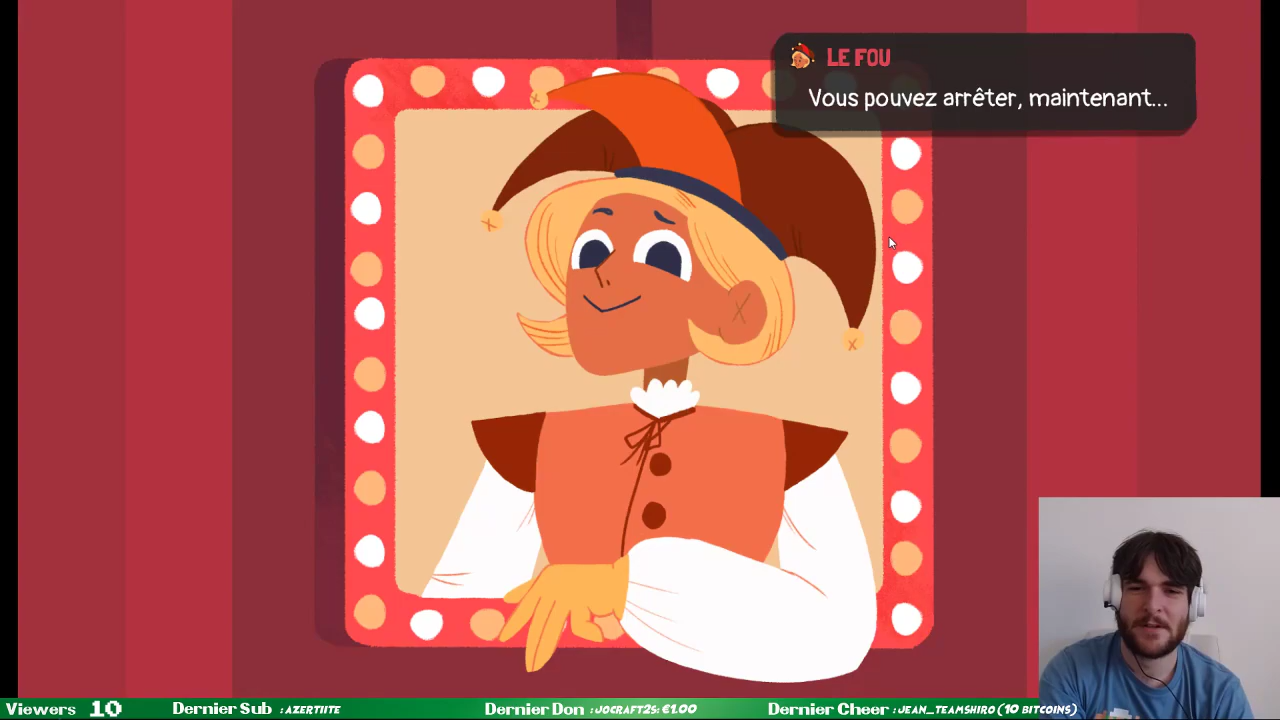 LE FOU
Vous pouvez arrêter, maintenant...
Viewers 10 Dernier Sub : AZERTIITE Dernier Don : JOCRAFT25: €1.00 Dernier Cheer : JEAN_TEAMSHIRO (10 BITCOINS)